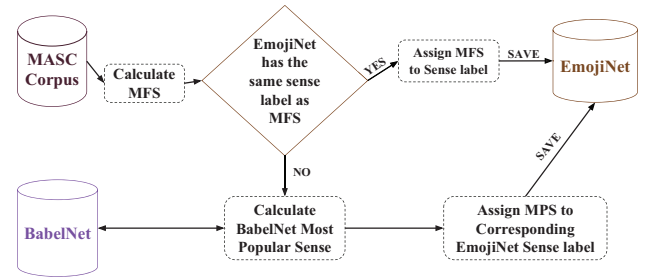 MASC
Corpus
Calculate
MFS
EmojiNet
has the
same sense
label as
MFS
YES
Assign MFS
to Sense label
SAVE
EmojiNet
NO
BabelNet
Calculate
BabelNet Most
Popular Sense
Assign MPS to
Corresponding
EmojiNet Sense label
SAVE